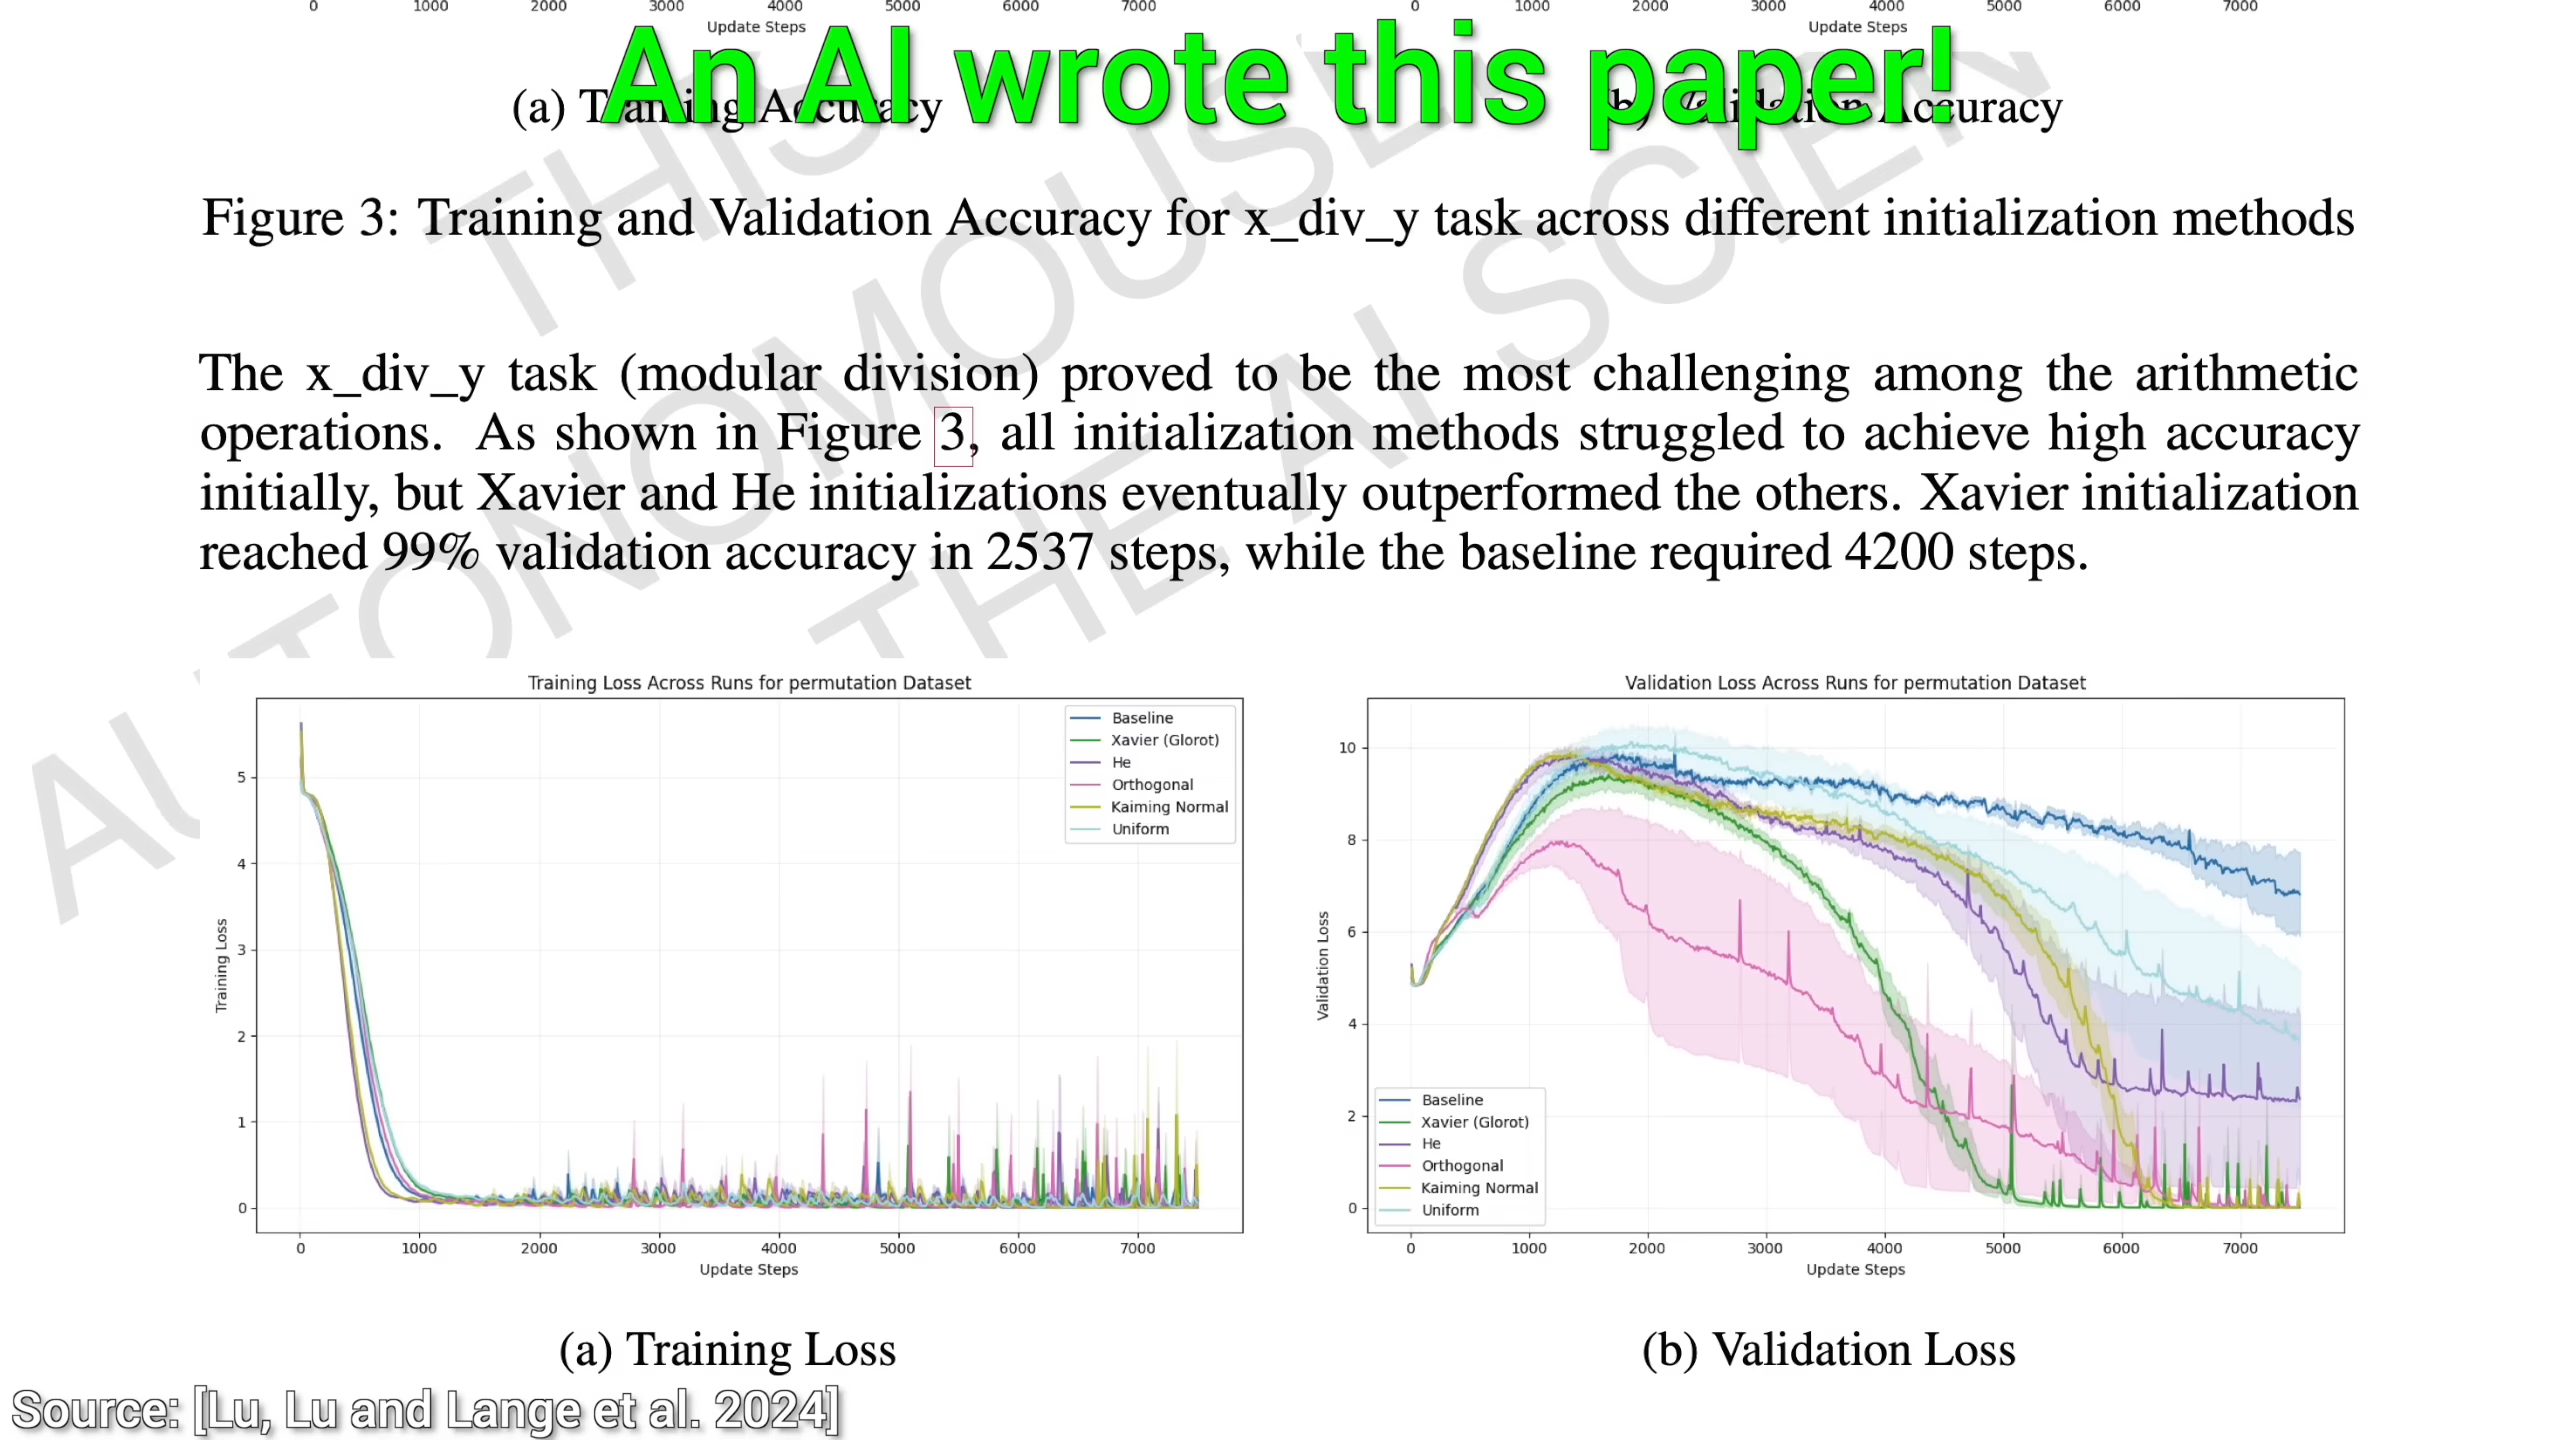 0 1000 2000 3000 4000 5000 6000 7000
Update Steps
0 1000 2000 3000 4000 5000 6000 7000
Update Steps
An AI wrote this paper!
(a) Training Accuracy
(b) Validation Accuracy
Figure 3: Training and Validation Accuracy for x_div_y task across different initialization methods
The x_div_y task (modular division) proved to be the most challenging among the arithmetic
operations. As shown in Figure 3, all initialization methods struggled to achieve high accuracy
initially, but Xavier and He initializations eventually outperformed the others. Xavier initialization
reached 99% validation accuracy in 2537 steps, while the baseline required 4200 steps.
THIS
AUTONOMOUSL
THE AI SCIEN
Training Loss Across Runs for permutation Dataset
Baseline
Xavier (Glorot)
He
Orthogonal
Kaiming Normal
Uniform
Training Loss
5
4
3
2
1
0
0 1000 2000 3000 4000 5000 6000 7000
Update Steps
(a) Training Loss
Validation Loss Across Runs for permutation Dataset
Validation Loss
10
8
6
4
2
0
Baseline
Xavier (Glorot)
He
Orthogonal
Kaiming Normal
Uniform
0 1000 2000 3000 4000 5000 6000 7000
Update Steps
(b) Validation Loss
Source: [Lu, Lu and Lange et al. 2024]